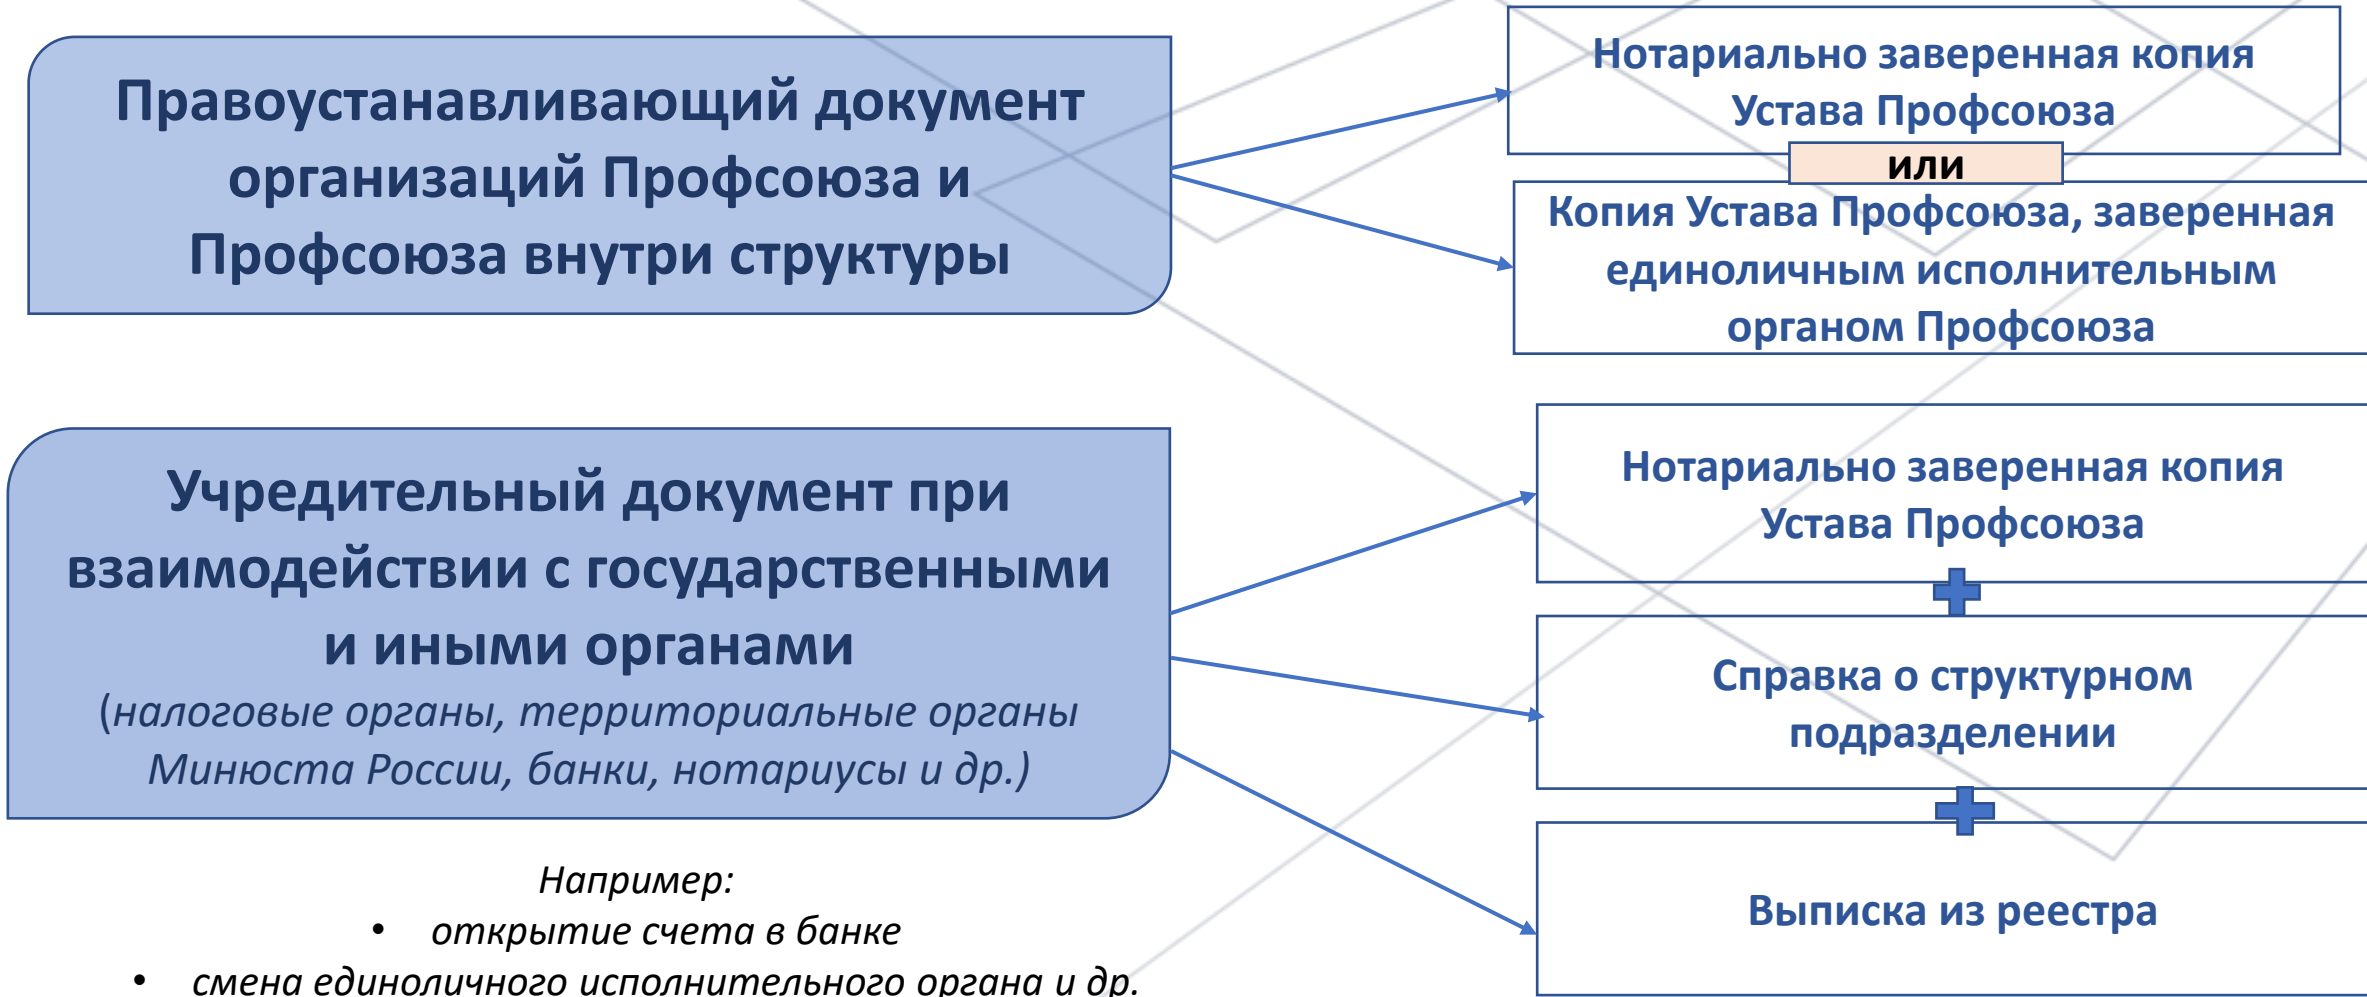 Правоустанавливающий документ
организаций Профсоюза и
Профсоюза внутри структуры
Нотариально заверенная копия
Устава Профсоюза
или
Копия Устава Профсоюза, заверенная
единоличным исполнительным
органом Профсоюза
Учредительный документ при
взаимодействии с государственными
и иными органами
(налоговые органы, территориальные органы
Минюста России, банки, нотариусы и др.)
Нотариально заверенная копия
Устава Профсоюза
Справка о структурном
подразделении
Выписка из реестра
Например:
• открытие счета в банке
• смена единоличного исполнительного органа и др.